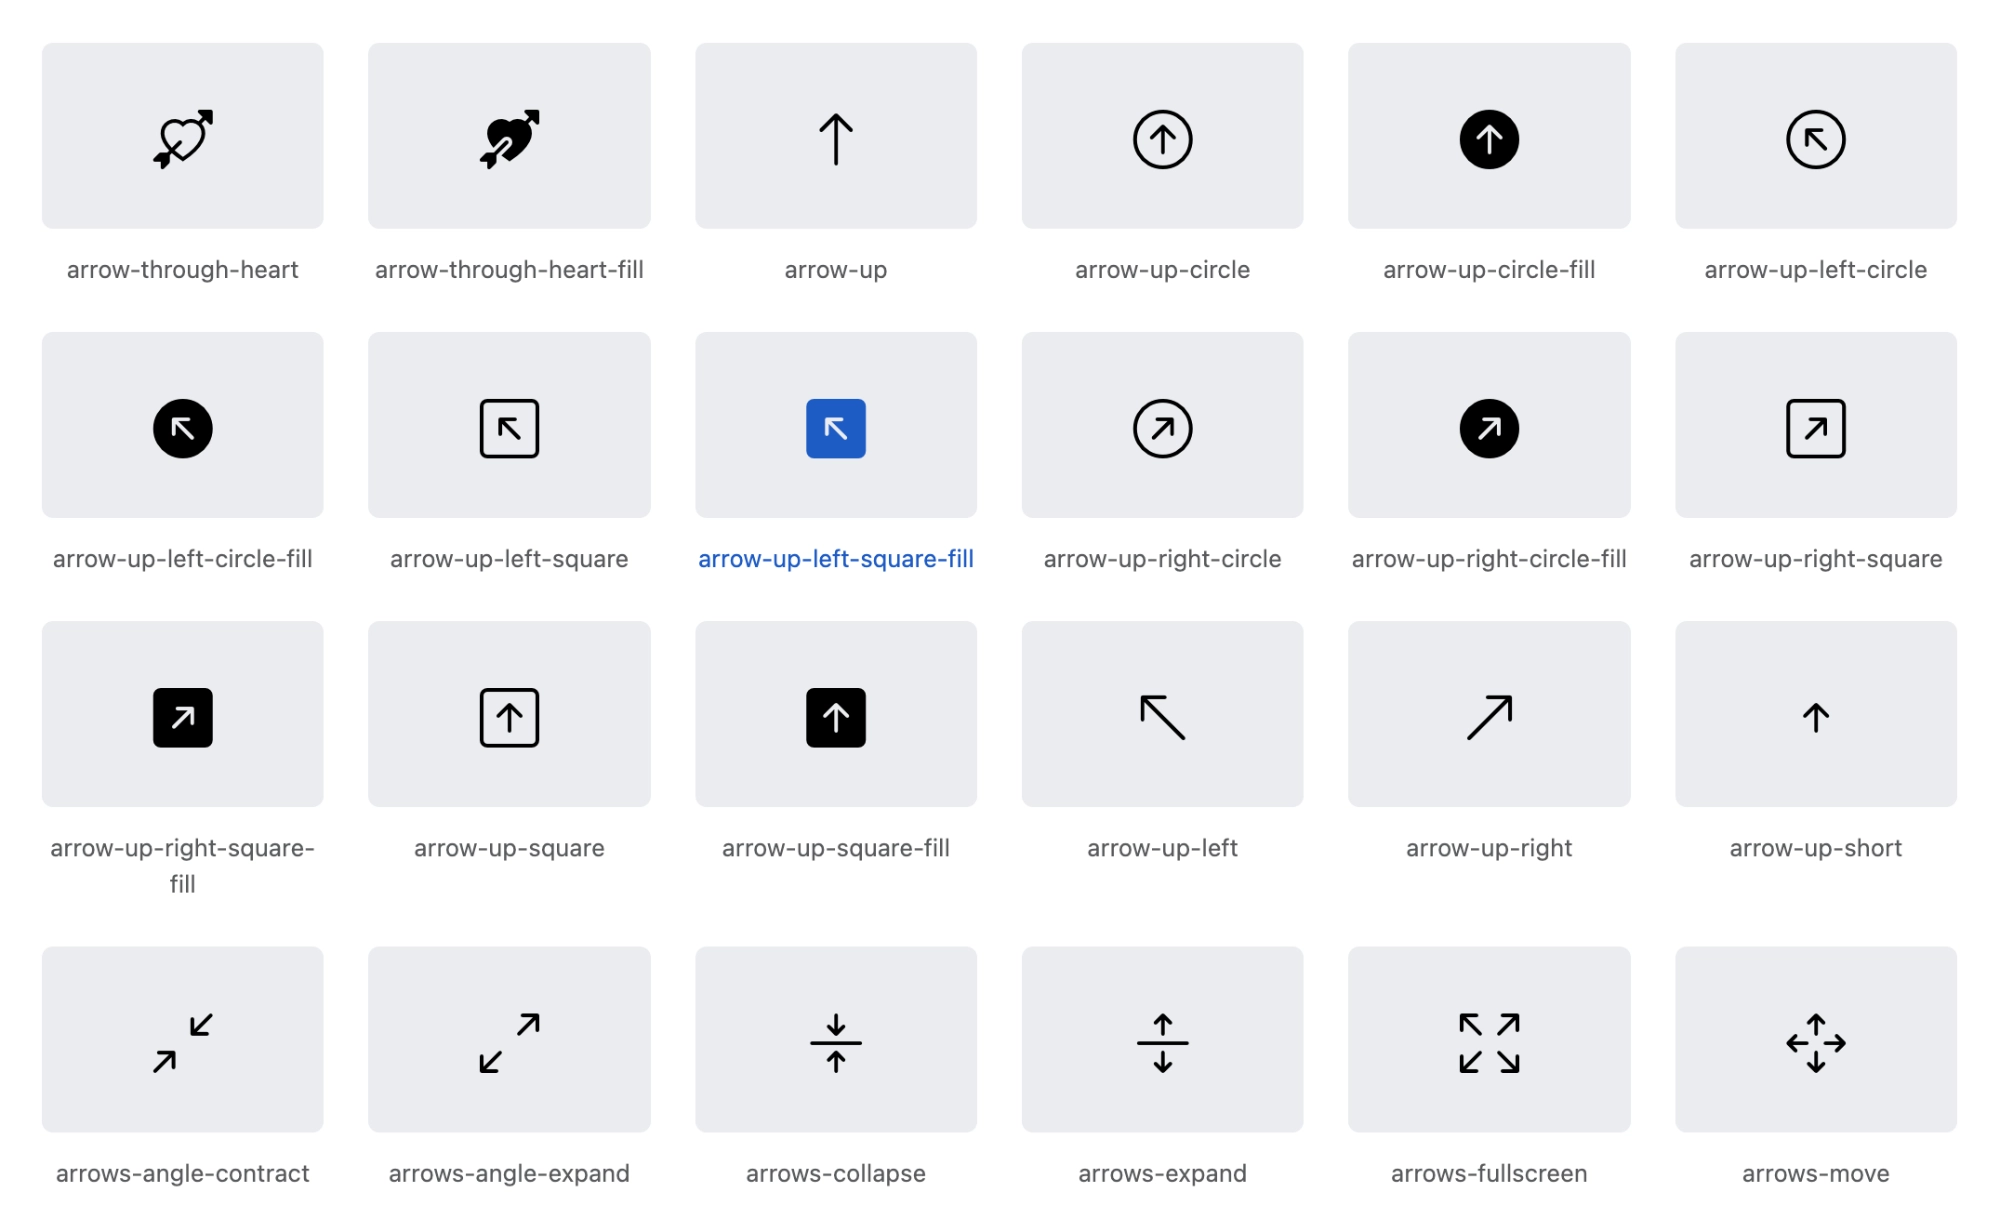 arrow-through-heart
arrow-through-heart-fill
arrow-up
arrow-up-circle
arrow-up-circle-fill
arrow-up-left-circle
arrow-up-left-circle-fill
arrow-up-left-square
arrow-up-left-square-fill
arrow-up-right-circle
arrow-up-right-circle-fill
arrow-up-right-square
arrow-up-right-square-
fill
arrow-up-square
arrow-up-square-fill
arrow-up-left
arrow-up-right
arrow-up-short
arrows-angle-contract
arrows-angle-expand
arrows-collapse
arrows-expand
arrows-fullscreen
arrows-move